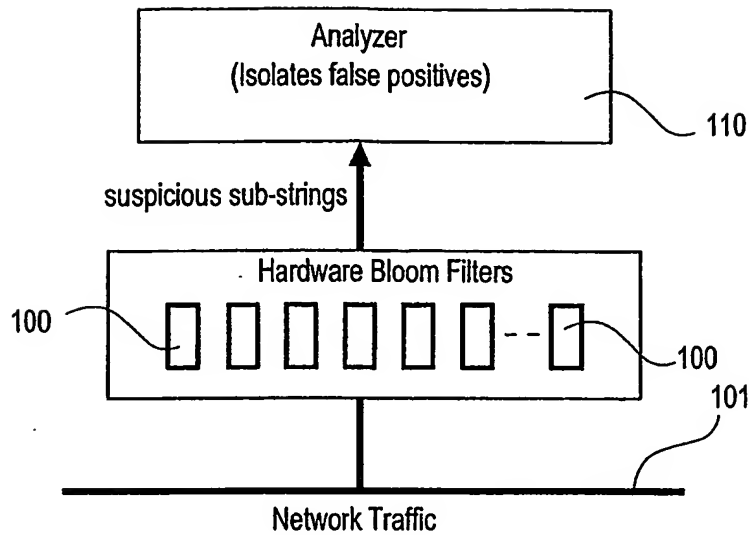 Analyzer
(Isolates false positives)
110
suspicious sub-strings
Hardware Bloom Filters
100
100
101
Network Traffic